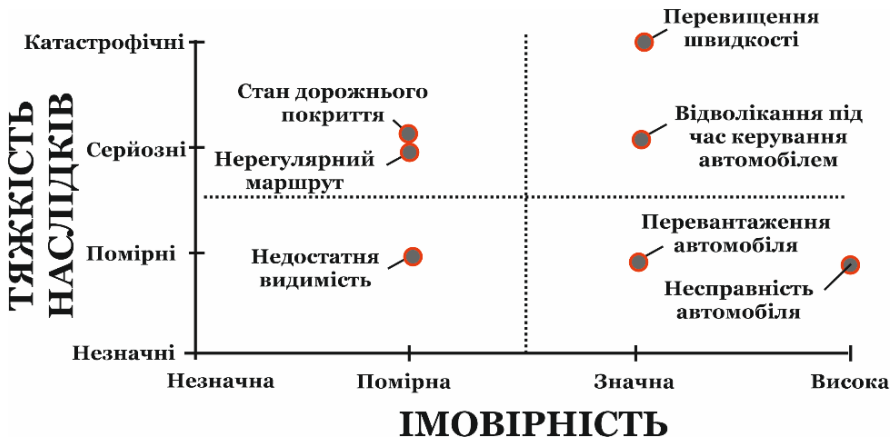 Перевищення
швидкості
Катастрофічні
Стан дорожнього
покриття
Відволікання під
час керування
автомобілем
Серйозні
Нерегулярний
маршрут
ТЯЖКІСТЬ
НАСЛІДКІВ
Перевантаження
автомобіля
Помірні
Недостатня
видимість
Несправність
автомобіля
Незначні
Незначна
Помірна
Значна
Висока
ІМОВІРНІСТЬ